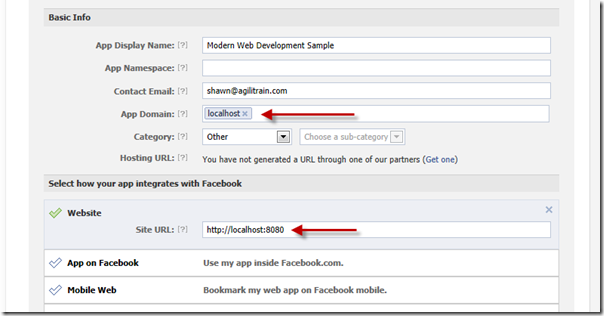 Basic Info
App Display Name: [?] Modern Web Development Sample
App Namespace: [?]
Contact Email: [?] shawn@agilitrain.com
App Domain: [?] localhost ×
Category: [?] Other Choose a sub-category
Hosting URL: [?] You have not generated a URL through one of our partners (Get one)
Select how your app integrates with Facebook
Website ×
Site URL: [?] http://localhost:8080
App on Facebook Use my app inside Facebook.com.
Mobile Web Bookmark my web app on Facebook mobile.